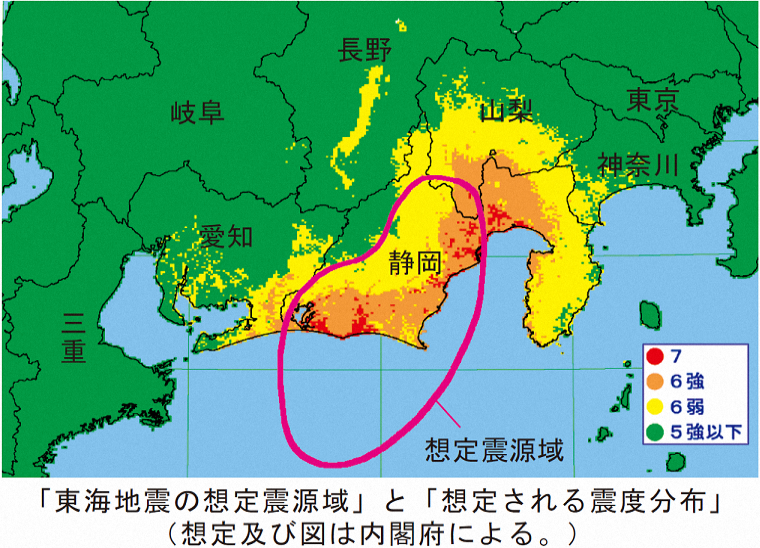 長野
岐阜
山梨
東京
神奈川
愛知
静岡
三重
7
6強
6弱
5強以下
想定震源域
「東海地震の想定震源域」と「想定される震度分布」
（想定及び図は内閣府による。）